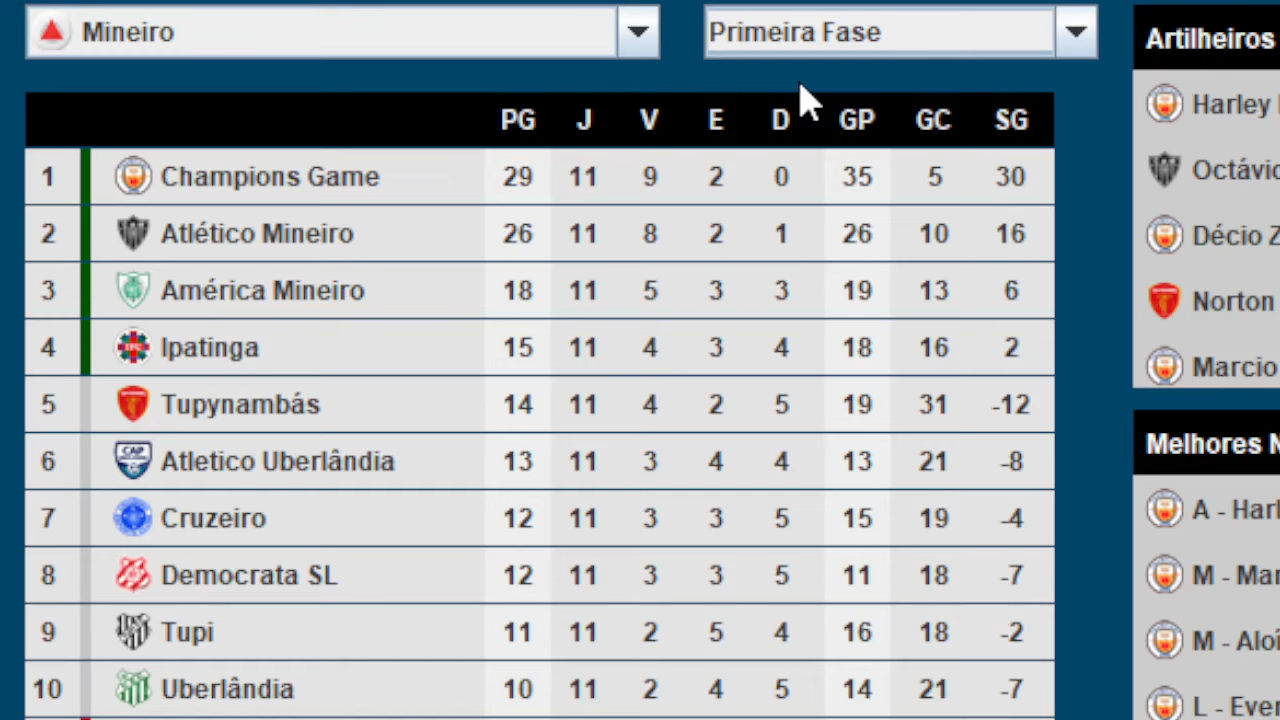 Mineiro
Primeira Fase
PG J V E D GP GC SG
1 Champions Game 29 11 9 2 0 35 5 30
2 Atlético Mineiro 26 11 8 2 1 26 10 16
3 América Mineiro 18 11 5 3 3 19 13 6
4 Ipatinga 15 11 4 3 4 18 16 2
5 Tupynambás 14 11 4 2 5 19 31 -12
6 Atletico Uberlândia 13 11 3 4 4 13 21 -8
7 Cruzeiro 12 11 3 3 5 15 19 -4
8 Democrata SL 12 11 3 3 5 11 18 -7
9 Tupi 11 11 2 5 4 16 18 -2
10 Uberlândia 10 11 2 4 5 14 21 -7
Artilheiros
Harley
Décio Z
Norton
Marcio
Melhores
A -
M -
M -
L -